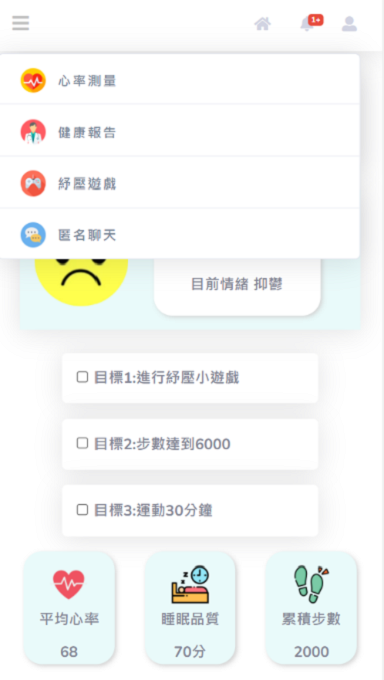 1+
心率測量
健康報告
紓壓遊戲
匿名聊天
目前情緒 抑鬱
目標1:進行紓壓小遊戲
目標2:步數達到6000
目標3:運動30分鐘
平均心率 睡眠品質 累積步數
68 70分 2000